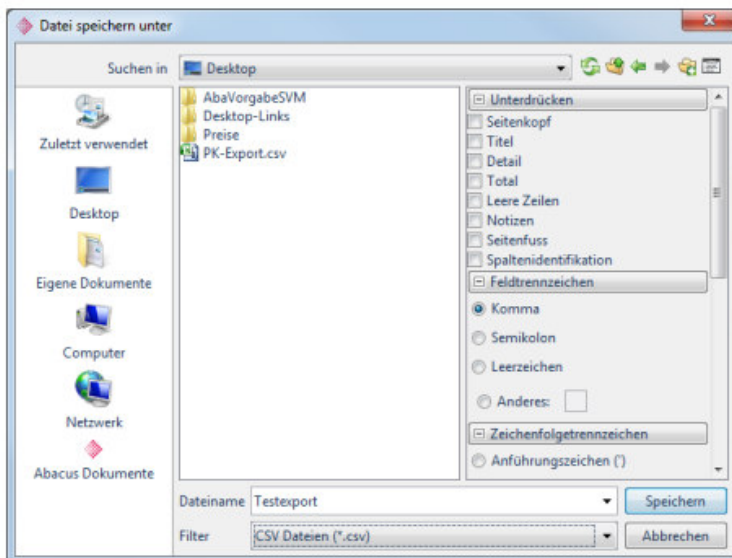 Datei speichern unter
Suchen in
Desktop
Zuletzt verwendet
Desktop
Eigene Dokumente
Computer
Netzwerk
Abacus Dokumente
AbaVorgabeSVM
Desktop-Links
Preise
PK-Export.csv
Unterdrücken
Seitenkopf
Titel
Detail
Total
Leere Zeilen
Notizen
Seitenfuss
Spaltenidentifikation
Feldtrennzeichen
Komma
Semikolon
Leerzeichen
Anderes:
Zeichenfolgetrennzeichen
Anführungszeichen (')
Dateiname Testexport
Speichern
Filter CSV Dateien (*.csv)
Abbrechen